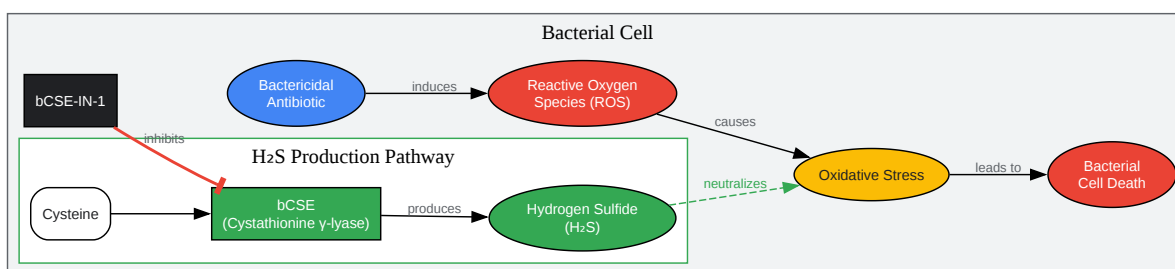 Bacterial Cell
bCSE-IN-1
Bactericidal
Antibiotic
induces
Reactive Oxygen
Species (ROS)
causes
inhibits
H₂S Production Pathway
Cysteine
bCSE
(Cystathionine γ-lyase)
produces
Hydrogen Sulfide
(H₂S)
neutralizes
Oxidative Stress
leads to
Bacterial
Cell Death